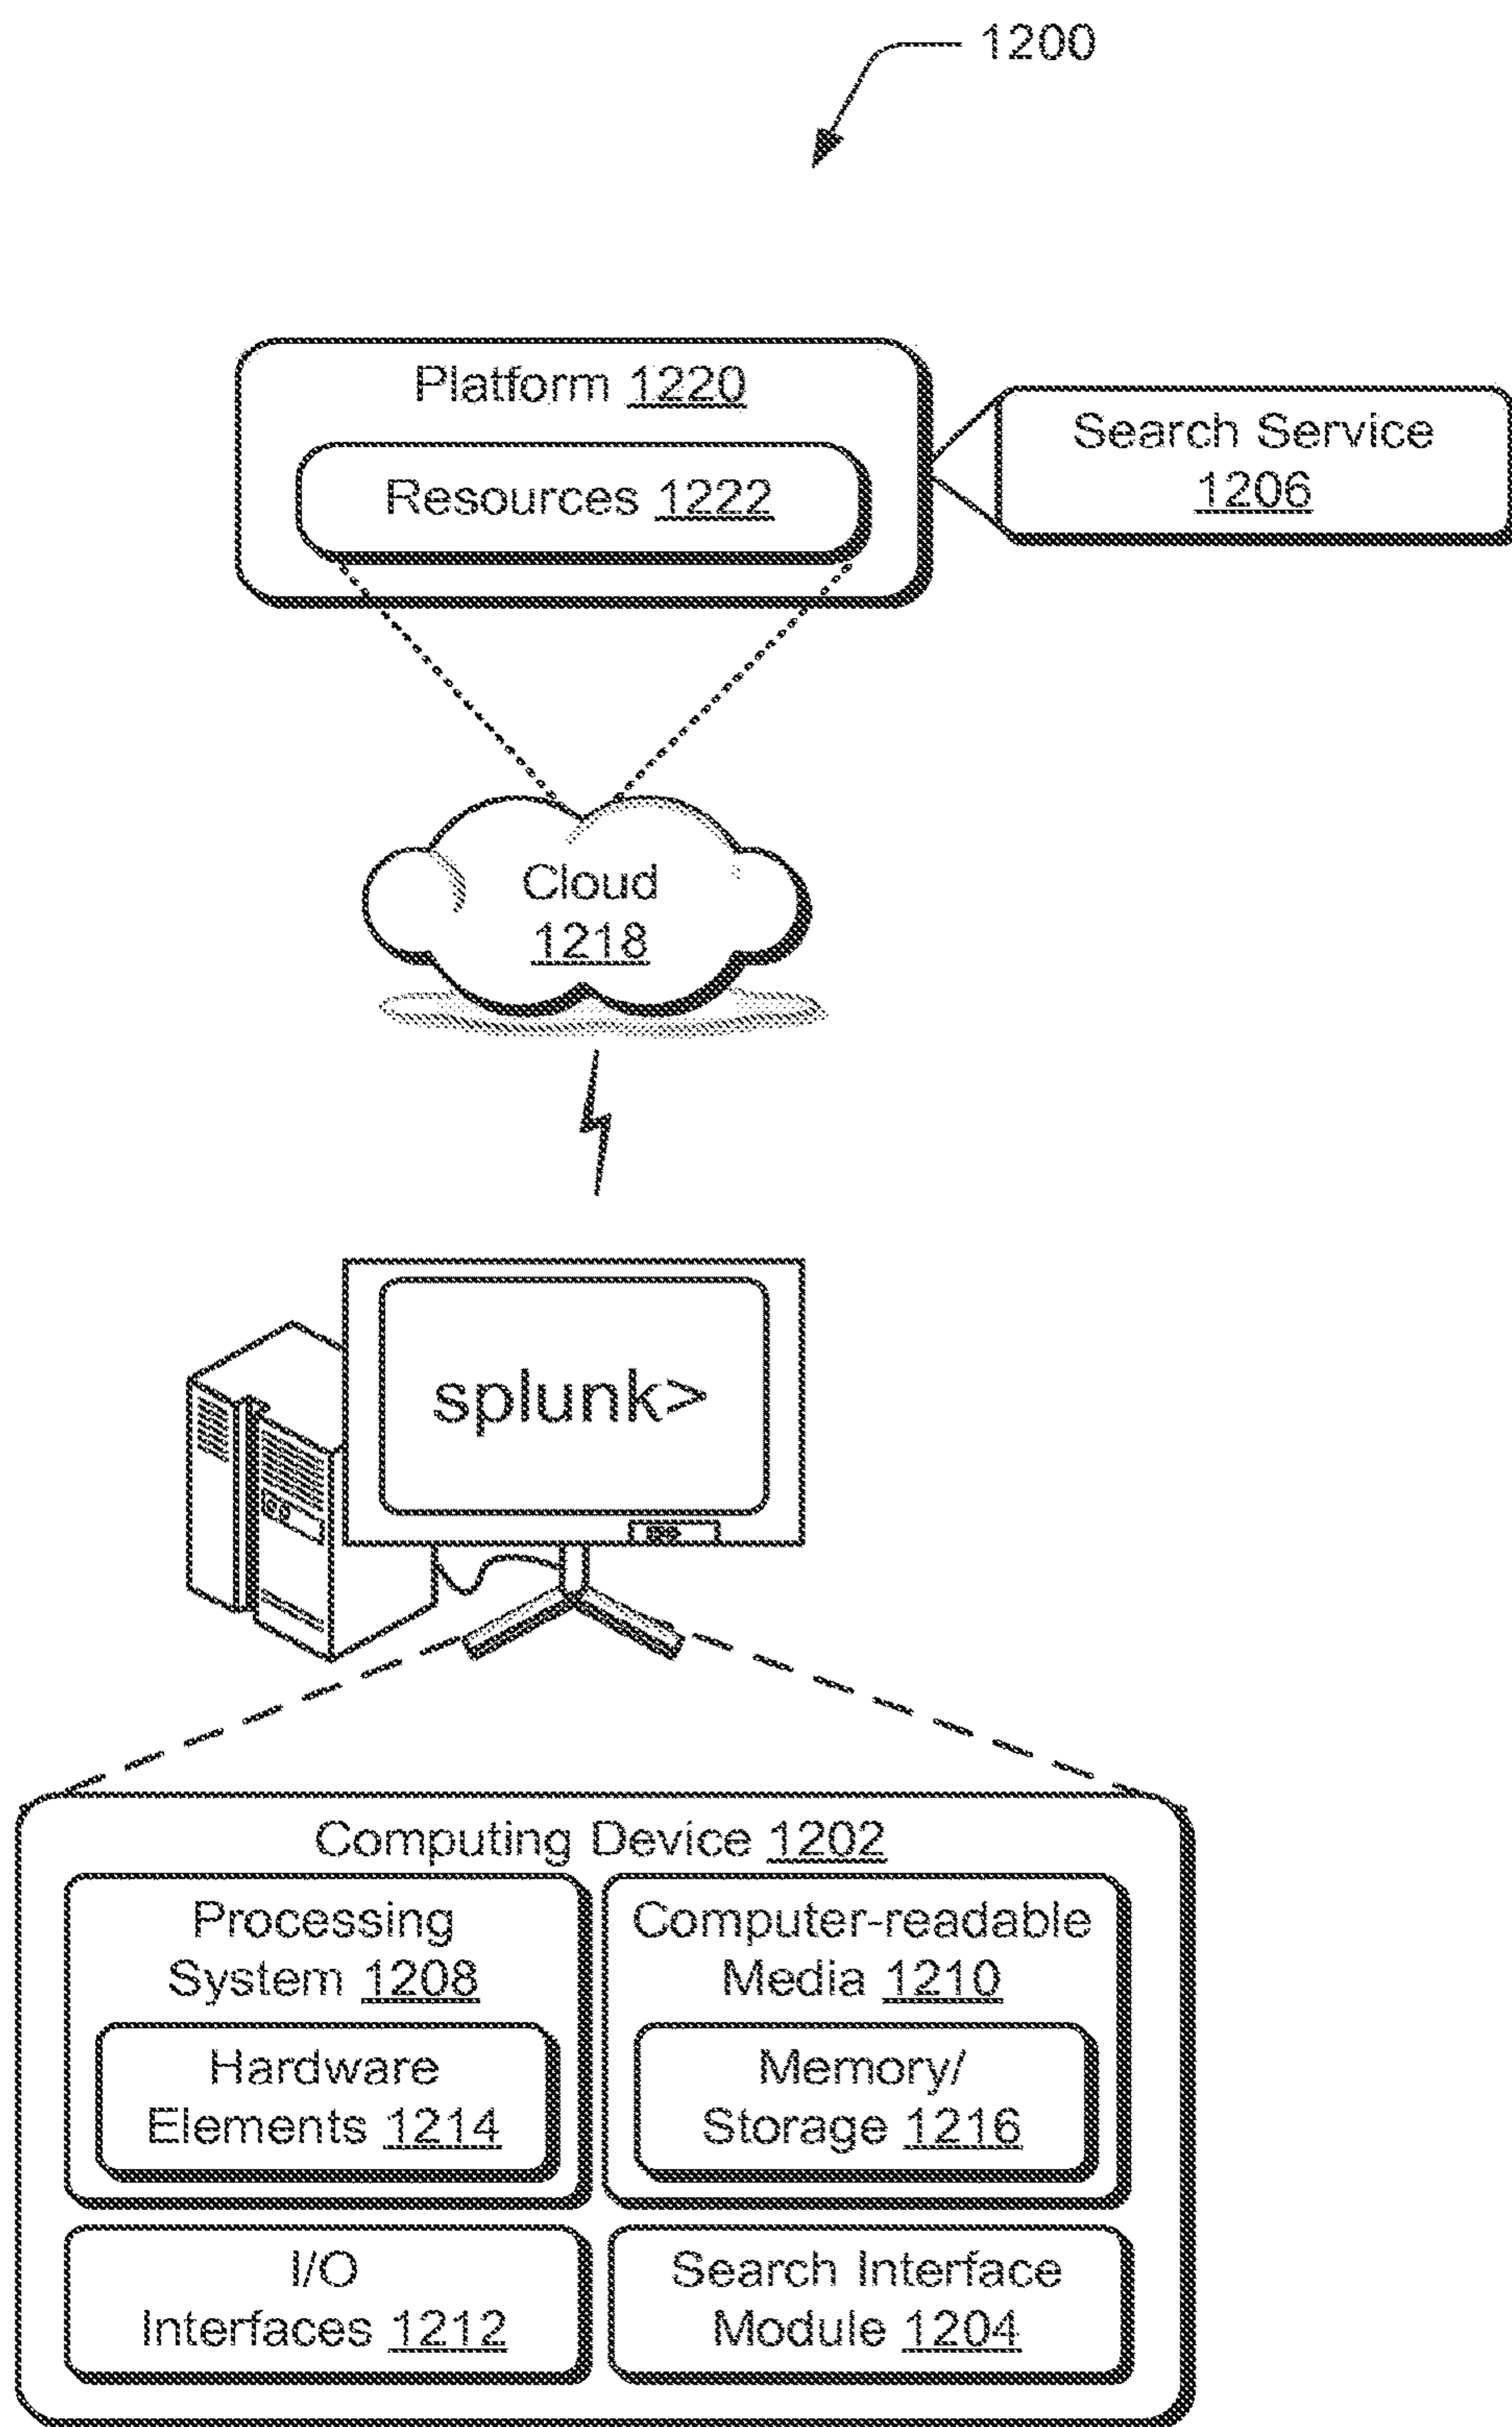 1200
Platform 1220
Resources 1222
Search Service
1206
Cloud
1218
splunk>
Computing Device 1202
Processing
System 1208
Hardware
Elements 1214
Computer-readable
Media 1210
Memory/
Storage 1216
I/O
Interfaces 1212
Search Interface
Module 1204